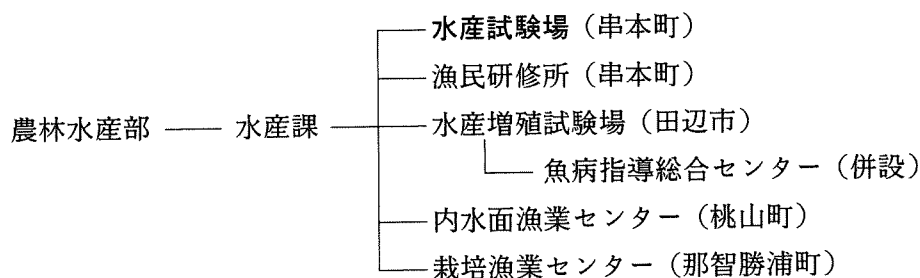 水産試験場（串本町）
漁民研修所（串本町）
農林水産部 水産課 水産増殖試験場（田辺市）
魚病指導総合センター（併設）
内水面漁業センター（桃山町）
栽培漁業センター（那智勝浦町）